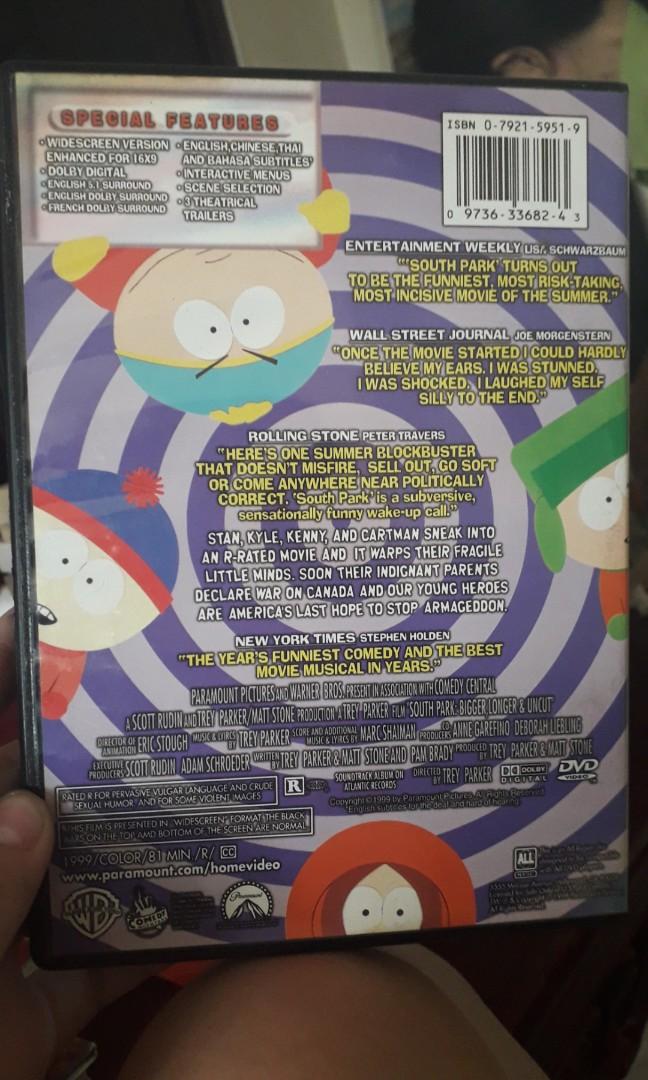 SPECIAL FEATURES
• WIDESCREEN VERSION
ENHANCED FOR 16X9
• DOLBY DIGITAL
• ENGLISH 5.1 SURROUND
• ENGLISH DOLBY SURROUND
• FRENCH DOLBY SURROUND
• ENGLISH, CHINESE, THAI
AND BAHASA SUBTITLES*
• INTERACTIVE MENUS
• SCENE SELECTION
• 3 THEATRICAL
TRAILERS
ISBN 0-7921-5951-9
0 9736-33682-4 3
ENTERTAINMENT WEEKLY LISA SCHWARZBAUM
"'SOUTH PARK' TURNS OUT
TO BE THE FUNNIEST, MOST RISK-TAKING,
MOST INCISIVE MOVIE OF THE SUMMER."
WALL STREET JOURNAL JOE MORGENSTERN
"ONCE THE MOVIE STARTED I COULD HARDLY
BELIEVE MY EARS. I WAS STUNNED.
I WAS SHOCKED. I LAUGHED MY SELF
SILLY TO THE END."
ROLLING STONE PETER TRAVERS
"HERE'S ONE SUMMER BLOCKBUSTER
THAT DOESN'T MISFIRE, SELL OUT, GO SOFT
OR COME ANYWHERE NEAR POLITICALLY
CORRECT. 'South Park' is a subversive,
sensationally funny wake-up call."
STAN, KYLE, KENNY, AND CARTMAN SNEAK INTO
AN R-RATED MOVIE AND IT WARPS THEIR FRAGILE
LITTLE MINDS. SOON THEIR INDIGNANT PARENTS
DECLARE WAR ON CANADA AND OUR YOUNG HEROES
ARE AMERICA'S LAST HOPE TO STOP ARMAGEDDON.
NEW YORK TIMES STEPHEN HOLDEN
"THE YEAR'S FUNNIEST COMEDY AND THE BEST
MOVIE MUSICAL IN YEARS."
PARAMOUNT PICTURES AND WARNER BROS. PRESENT IN ASSOCIATION WITH COMEDY CENTRAL
A SCOTT RUDIN AND TREY PARKER/MATT STONE PRODUCTION A TREY PARKER FILM "SOUTH PARK: BIGGER LONGER & UNCUT"
DIRECTOR OF ANIMATION ERIC STOUGH MUSIC & LYRICS BY TREY PARKER SCORE AND ADDITIONAL MUSIC & LYRICS BY MARC SHAIMAN PRODUCERS ANNE GAREFINO DEBORAH LIEBLING
EXECUTIVE PRODUCERS SCOTT RUDIN ADAM SCHROEDER WRITTEN BY TREY PARKER & MATT STONE AND PAM BRADY PRODUCED BY TREY PARKER & MATT STONE
SOUNDTRACK ALBUM ON ATLANTIC RECORDS DIRECTED BY TREY PARKER
DOLBY DIGITAL
DVD VIDEO
RATED R FOR PERVASIVE VULGAR LANGUAGE AND CRUDE
SEXUAL HUMOR, AND FOR SOME VIOLENT IMAGES
R
Copyright © 1999 by Paramount Pictures. All Rights Reserved.
*English subtitles for the deaf and hard of hearing.
THIS FILM IS PRESENTED IN "WIDESCREEN" FORMAT. THE BLACK
BARS ON THE TOP AND BOTTOM OF THE SCREEN ARE NORMAL.
1999/COLOR/81 MIN./R/ CC
www.paramount.com/homevideo
WB
COMEDY
Paramount
ALL